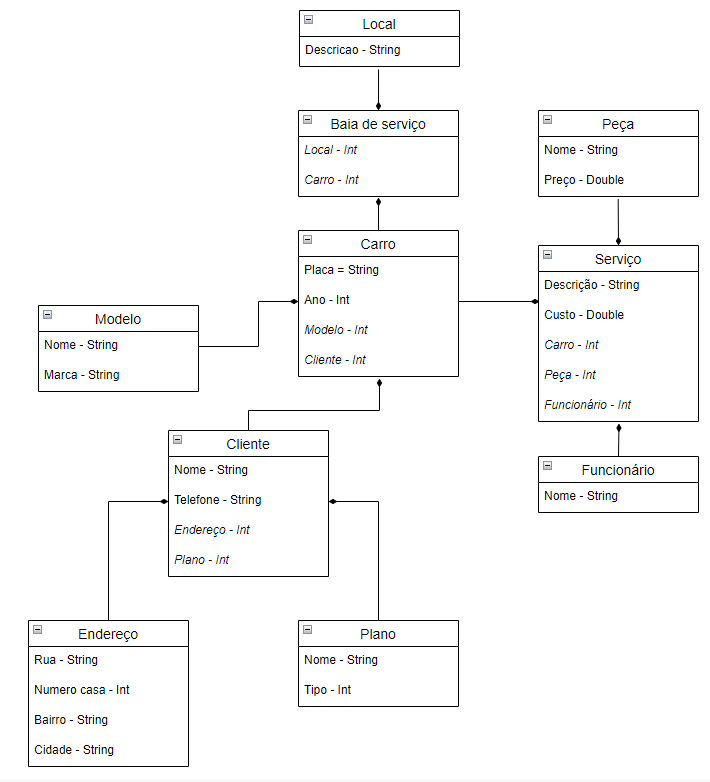 Local
Descricao - String
Baia de serviço
Local - Int
Carro - Int
Peça
Nome - String
Preço - Double
Carro
Placa = String
Ano - Int
Modelo - Int
Cliente - Int
Serviço
Descrição - String
Custo - Double
Carro - Int
Peça - Int
Funcionário - Int
Modelo
Nome - String
Marca - String
Cliente
Nome - String
Telefone - String
Endereço - Int
Plano - Int
Funcionário
Nome - String
Endereço
Rua - String
Numero casa - Int
Bairro - String
Cidade - String
Plano
Nome - String
Tipo - Int